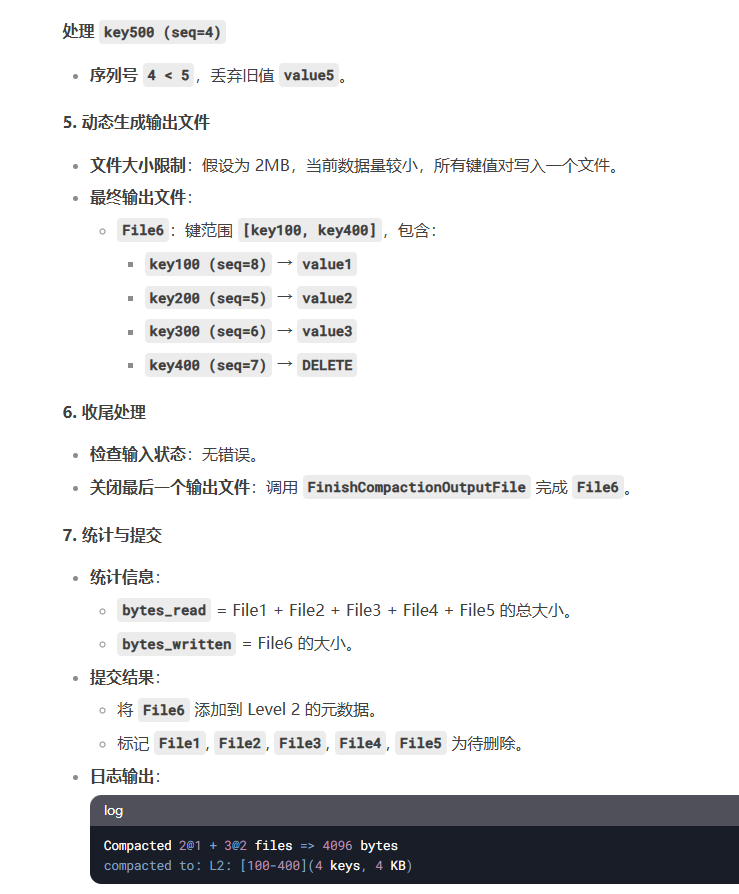 处理 key500 (seq=4)
序列号 4 < 5，丢弃旧值 value5。
5. 动态生成输出文件
文件大小限制：假设为 2MB，当前数据量较小，所有键值对写入一个文件。
最终输出文件：
File6：键范围 [key100, key400]，包含：
key100 (seq=8) → value1
key200 (seq=5) → value2
key300 (seq=6) → value3
key400 (seq=7) → DELETE
6. 收尾处理
检查输入状态：无错误。
关闭最后一个输出文件：调用 FinishCompactionOutputFile 完成 File6。
7. 统计与提交
统计信息：
bytes_read = File1 + File2 + File3 + File4 + File5 的总大小。
bytes_written = File6 的大小。
提交结果：
将 File6 添加到 Level 2 的元数据。
标记 File1, File2, File3, File4, File5 为待删除。
日志输出：
log
Compacted 2@1 + 3@2 files => 4096 bytes
compacted to: L2: [100-400](4 keys, 4 KB)